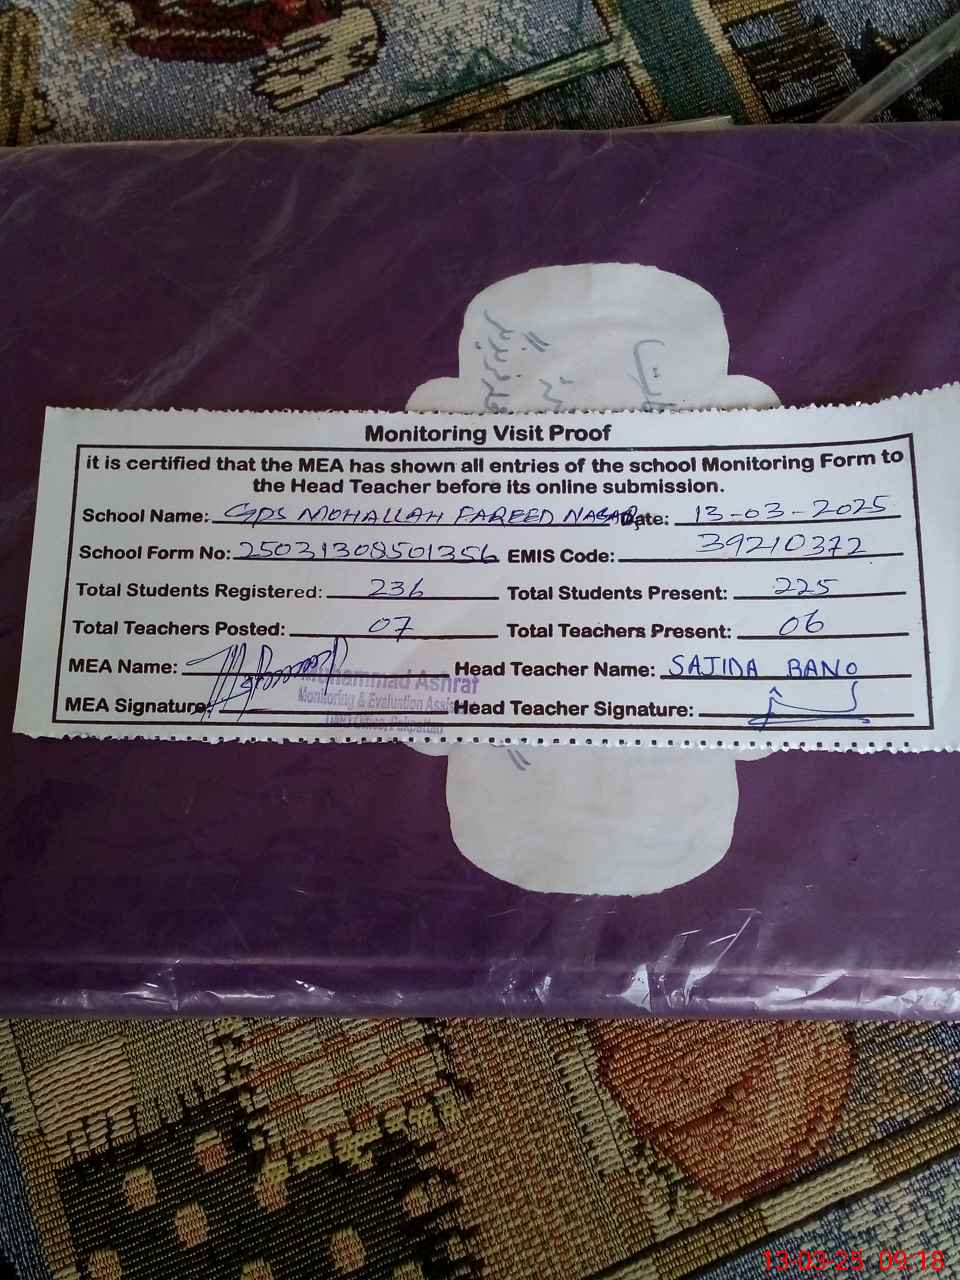 Monitoring Visit Proof
it is certified that the MEA has shown all entries of the school Monitoring Form to
the Head Teacher before its online submission.
School Name: GPS MOHALLAH FAREED NAGAR Date: 13-03-2025
School Form No: 25031308501356 EMIS Code: 39210372
Total Students Registered: 236 Total Students Present: 225
Total Teachers Posted: 07 Total Teachers Present: 06
MEA Name: Head Teacher Name: SAJIDA BANO
Muhammad Ashraf
Monitoring & Evaluation Assis
MEA Signature: Head Teacher Signature:
Office, Pakpattan
13-03-25 09:18